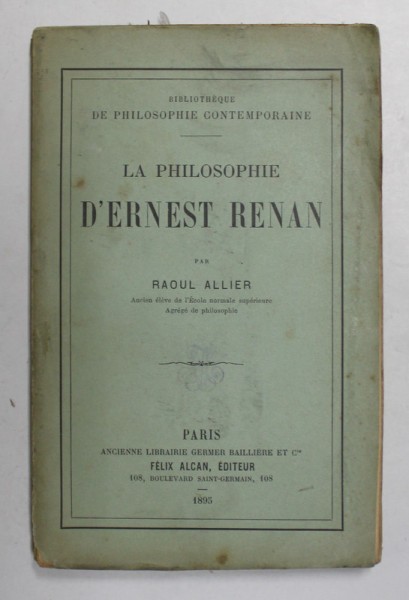 BIBLIOTHÈQUE
DE PHILOSOPHIE CONTEMPORAINE
LA PHILOSOPHIE
D'ERNEST RENAN
PAR
RAOUL ALLIER
Ancien élève de l'École normale supérieure
Agrégé de philosophie
PARIS
ANCIENNE LIBRAIRIE GERMER BAILLIÈRE ET Cie
FÉLIX ALCAN, ÉDITEUR
108, BOULEVARD SAINT-GERMAIN, 108
1895